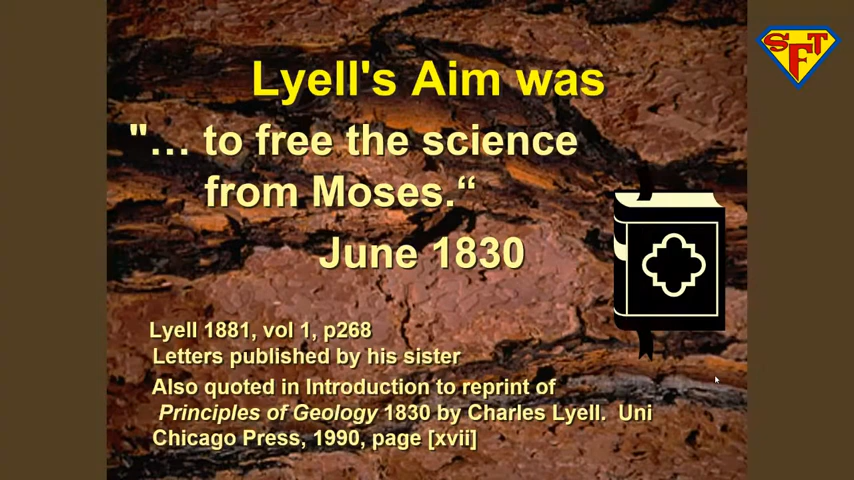 Lyell's Aim was
"… to free the science
from Moses.“
June 1830
Lyell 1881, vol 1, p268
Letters published by his sister
Also quoted in Introduction to reprint of
Principles of Geology 1830 by Charles Lyell. Uni
Chicago Press, 1990, page [xvii]
SFT